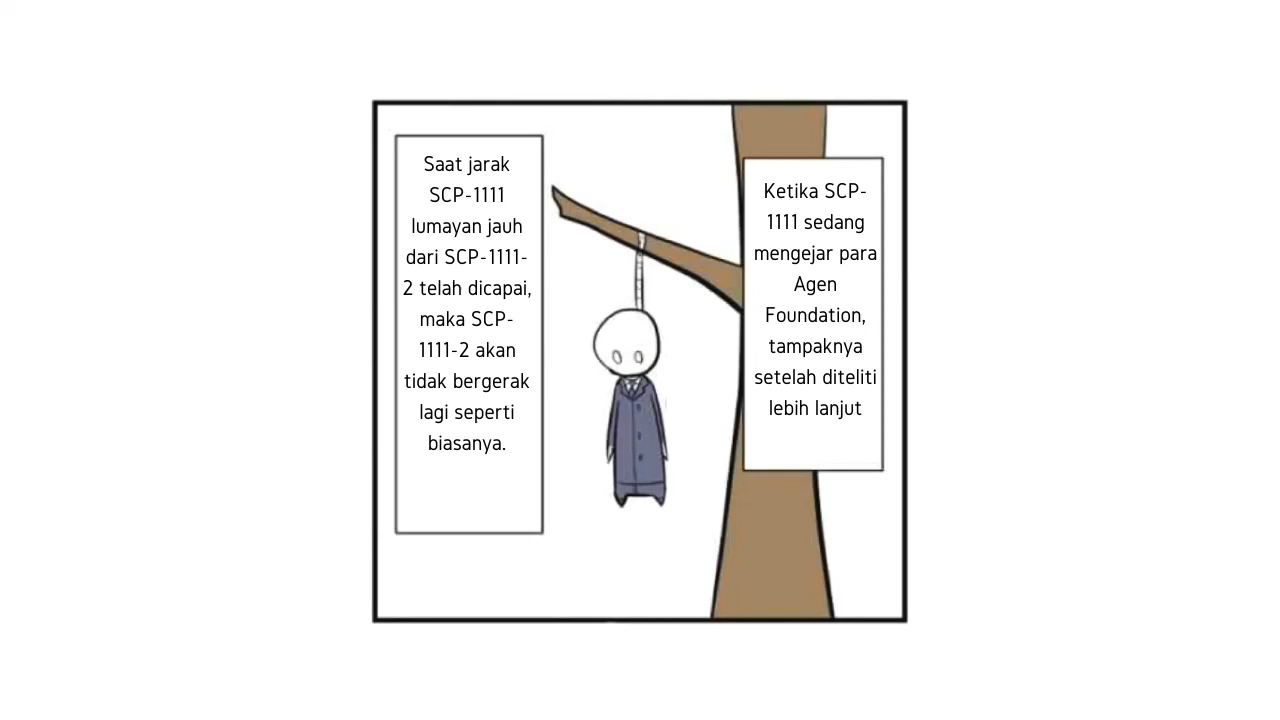 Saat jarak
SCP-1111
lumayan jauh
dari SCP-1111-
2 telah dicapai,
maka SCP-
1111-2 akan
tidak bergerak
lagi seperti
biasanya.
Ketika SCP-
1111 sedang
mengejar para
Agen
Foundation,
tampaknya
setelah diteliti
lebih lanjut